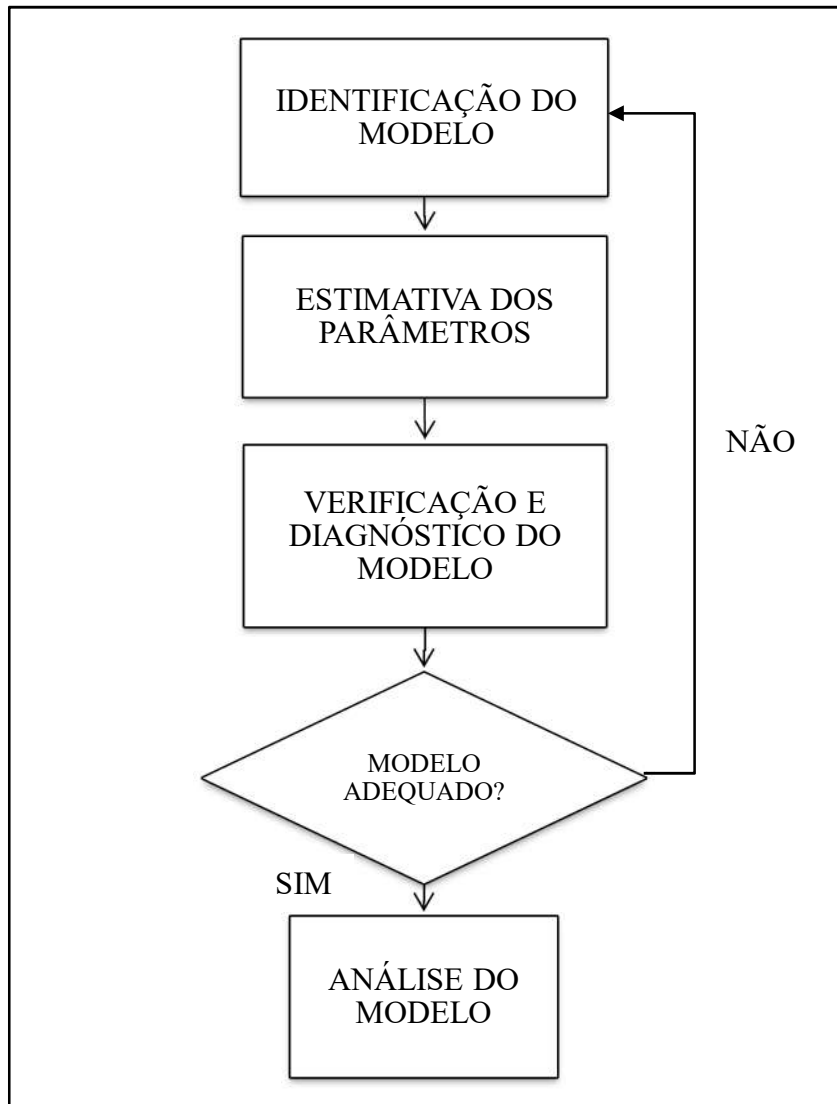 IDENTIFICAÇÃO DO
MODELO
ESTIMATIVA DOS
PARÂMETROS
NÃO
VERIFICAÇÃO E
DIAGNÓSTICO DO
MODELO
MODELO
ADEQUADO?
SIM
ANÁLISE DO
MODELO